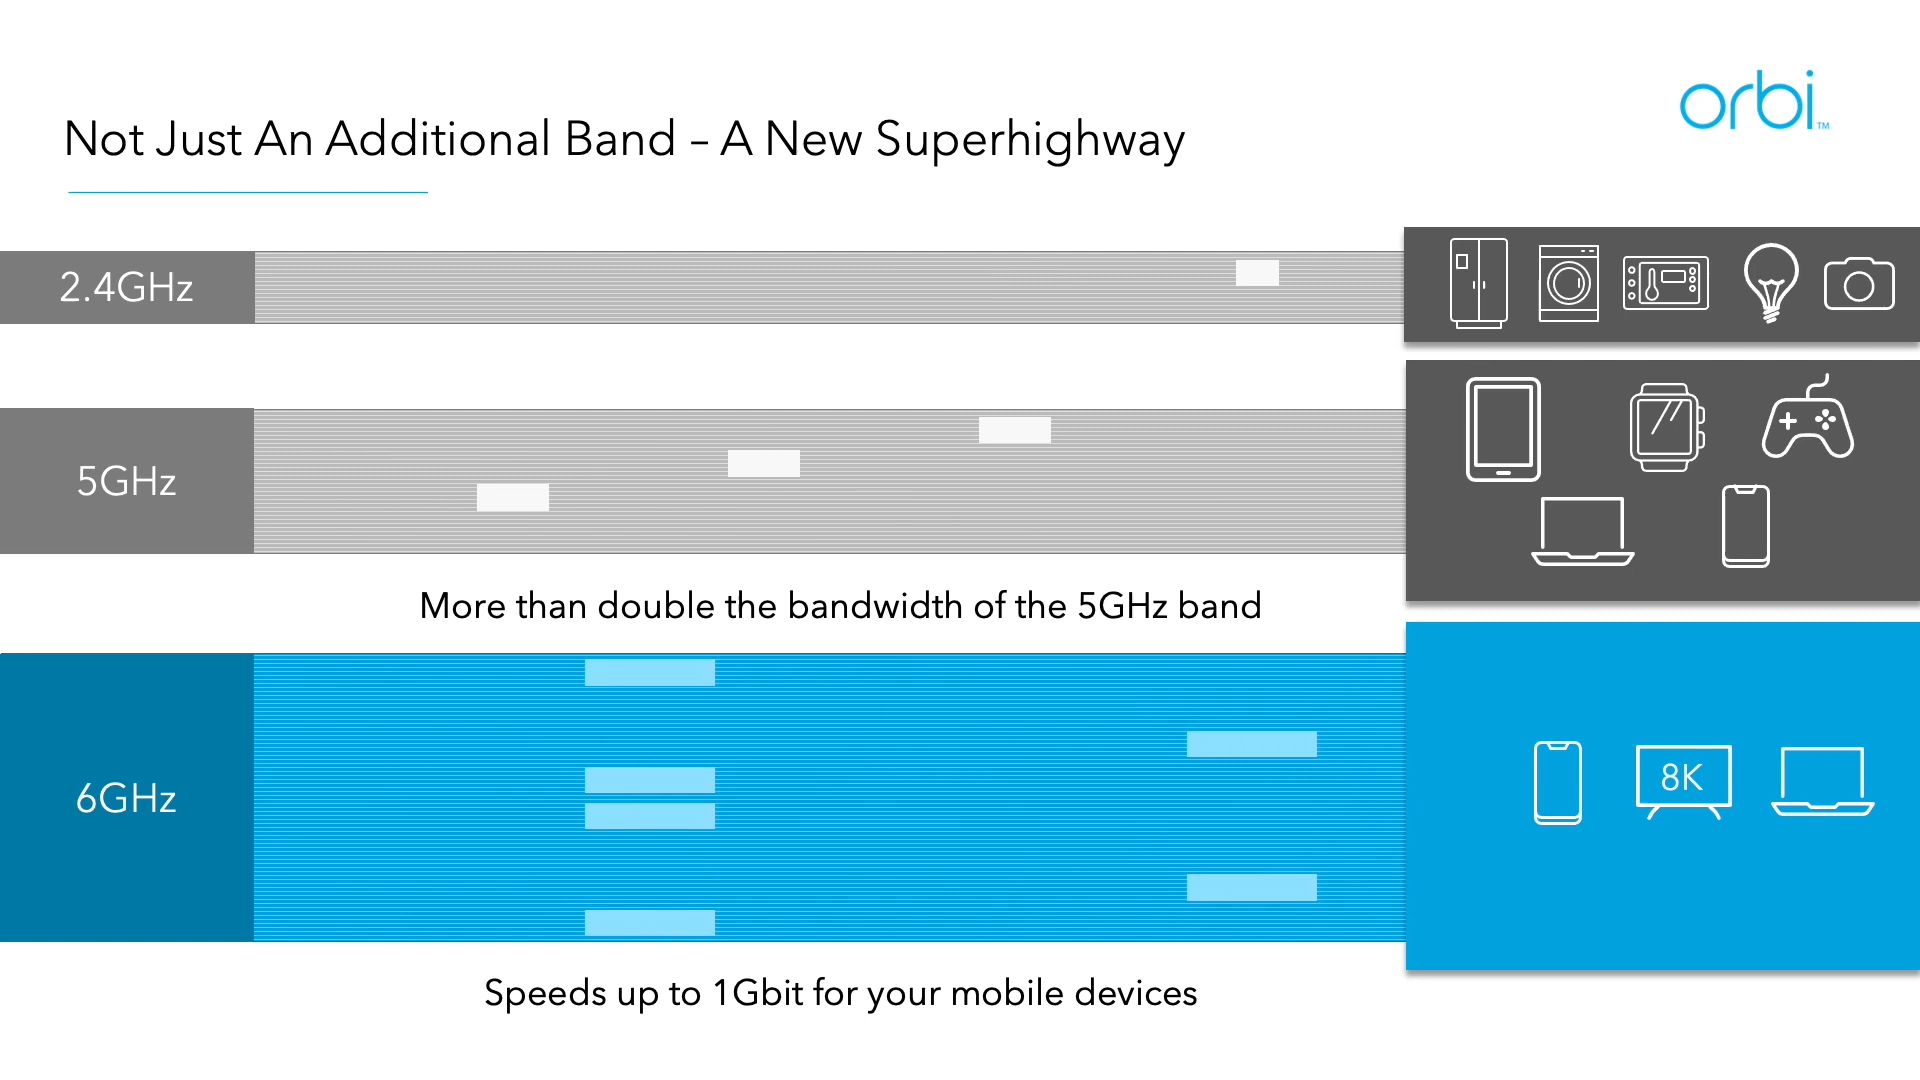 orbi™
Not Just An Additional Band – A New Superhighway
2.4GHz
5GHz
More than double the bandwidth of the 5GHz band
6GHz
8K
Speeds up to 1Gbit for your mobile devices